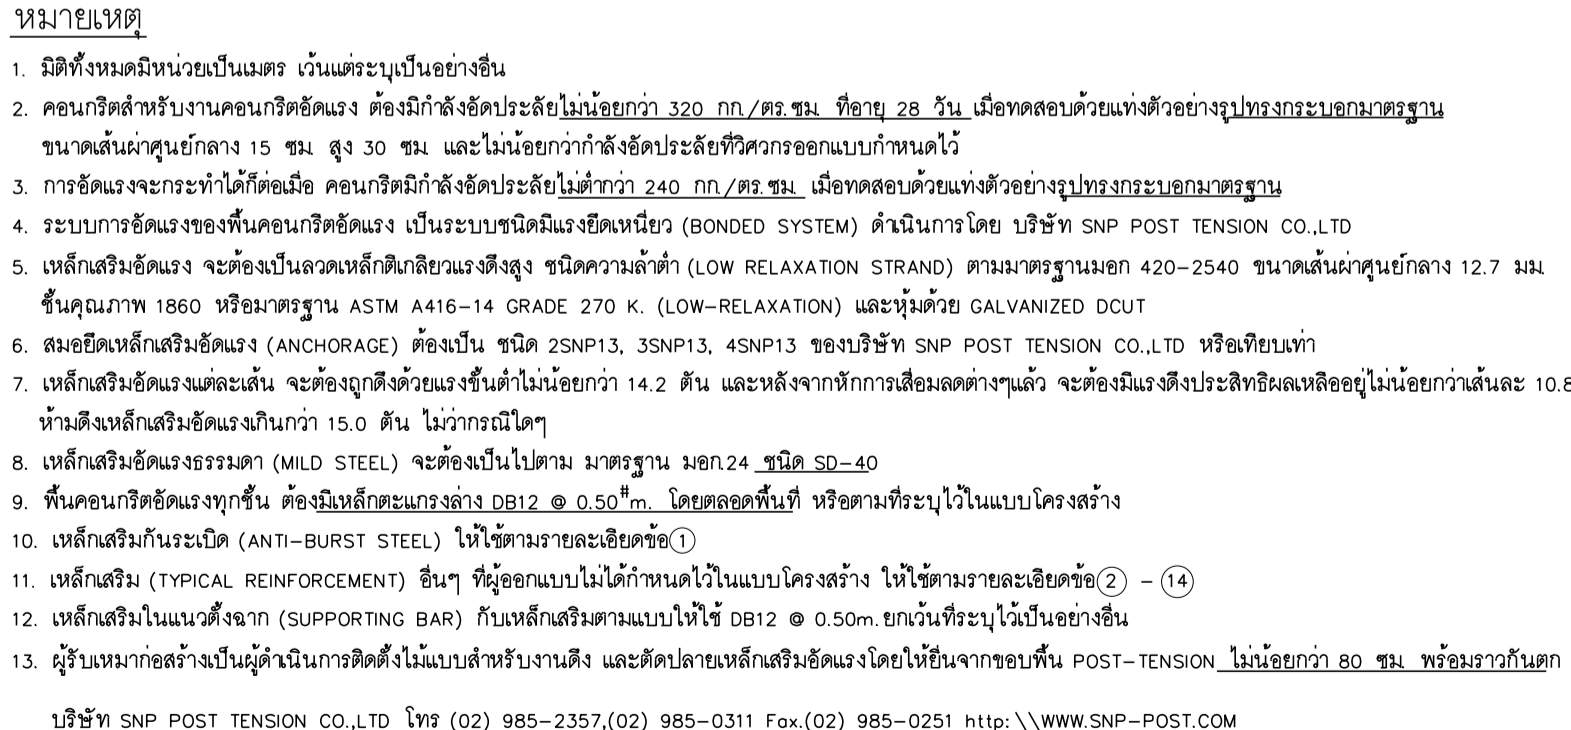 หมายเหตุ
1. มิติทั้งหมดมีหน่วยเป็นเมตร เว้นแต่ระบุเป็นอย่างอื่น
2. คอนกรีตสำหรับงานคอนกรีตอัดแรง ต้องมีกำลังอัดประลัยไม่น้อยกว่า 320 กก./ตร.ซม. ที่อายุ 28 วัน เมื่อทดสอบด้วยแท่งตัวอย่างรูปทรงกระบอกมาตรฐาน
ขนาดเส้นผ่าศูนย์กลาง 15 ซม. สูง 30 ซม. และไม่น้อยกว่ากำลังอัดประลัยที่วิศวกรออกแบบกำหนดไว้
3. การอัดแรงจะกระทำได้ก็ต่อเมื่อ คอนกรีตมีกำลังอัดประลัยไม่ต่ำกว่า 240 กก./ตร.ซม. เมื่อทดสอบด้วยแท่งตัวอย่างรูปทรงกระบอกมาตรฐาน
4. ระบบการอัดแรงของพื้นคอนกรีตอัดแรง เป็นระบบชนิดมีแรงยึดเหนี่ยว (BONDED SYSTEM) ดำเนินการโดย บริษัท SNP POST TENSION CO.,LTD
5. เหล็กเสริมอัดแรง จะต้องเป็นลวดเหล็กตีเกลียวแรงดึงสูง ชนิดความล้าต่ำ (LOW RELAXATION STRAND) ตามมาตรฐานมอก 420-2540 ขนาดเส้นผ่าศูนย์กลาง 12.7 มม.
ชั้นคุณภาพ 1860 หรือมาตรฐาน ASTM A416-14 GRADE 270 K. (LOW-RELAXATION) และหุ้มด้วย GALVANIZED DCUT
6. สมอยึดเหล็กเสริมอัดแรง (ANCHORAGE) ต้องเป็น ชนิด 2SNP13, 3SNP13, 4SNP13 ของบริษัท SNP POST TENSION CO.,LTD หรือเทียบเท่า
7. เหล็กเสริมอัดแรงแต่ละเส้น จะต้องถูกดึงด้วยแรงขั้นต่ำไม่น้อยกว่า 14.2 ตัน และหลังจากหักการเสื่อมลดต่างๆแล้ว จะต้องมีแรงดึงประสิทธิผลเหลืออยู่ไม่น้อยกว่าเส้นละ 10.8
ห้ามดึงเหล็กเสริมอัดแรงเกินกว่า 15.0 ตัน ไม่ว่ากรณีใดๆ
8. เหล็กเสริมอัดแรงธรรมดา (MILD STEEL) จะต้องเป็นไปตาม มาตรฐาน มอก.24 ชนิด SD-40
9. พื้นคอนกรีตอัดแรงทุกชั้น ต้องมีเหล็กตะแกรงล่าง DB12 @ 0.50#m. โดยตลอดพื้นที่ หรือตามที่ระบุไว้ในแบบโครงสร้าง
10. เหล็กเสริมกันระเบิด (ANTI-BURST STEEL) ให้ใช้ตามรายละเอียดข้อ①
11. เหล็กเสริม (TYPICAL REINFORCEMENT) อื่นๆ ที่ผู้ออกแบบไม่ได้กำหนดไว้ในแบบโครงสร้าง ให้ใช้ตามรายละเอียดข้อ② - ⑭
12. เหล็กเสริมในแนวตั้งฉาก (SUPPORTING BAR) กับเหล็กเสริมตามแบบให้ใช้ DB12 @ 0.50m.ยกเว้นที่ระบุไว้เป็นอย่างอื่น
13. ผู้รับเหมาก่อสร้างเป็นผู้ดำเนินการติดตั้งไม้แบบสำหรับงานดึง และตัดปลายเหล็กเสริมอัดแรงโดยให้ยื่นจากขอบพื้น POST-TENSION ไม่น้อยกว่า 80 ซม. พร้อมราวกันตก
บริษัท SNP POST TENSION CO.,LTD โทร (02) 985-2357,(02) 985-0311 Fax.(02) 985-0251 http:\\WWW.SNP-POST.COM